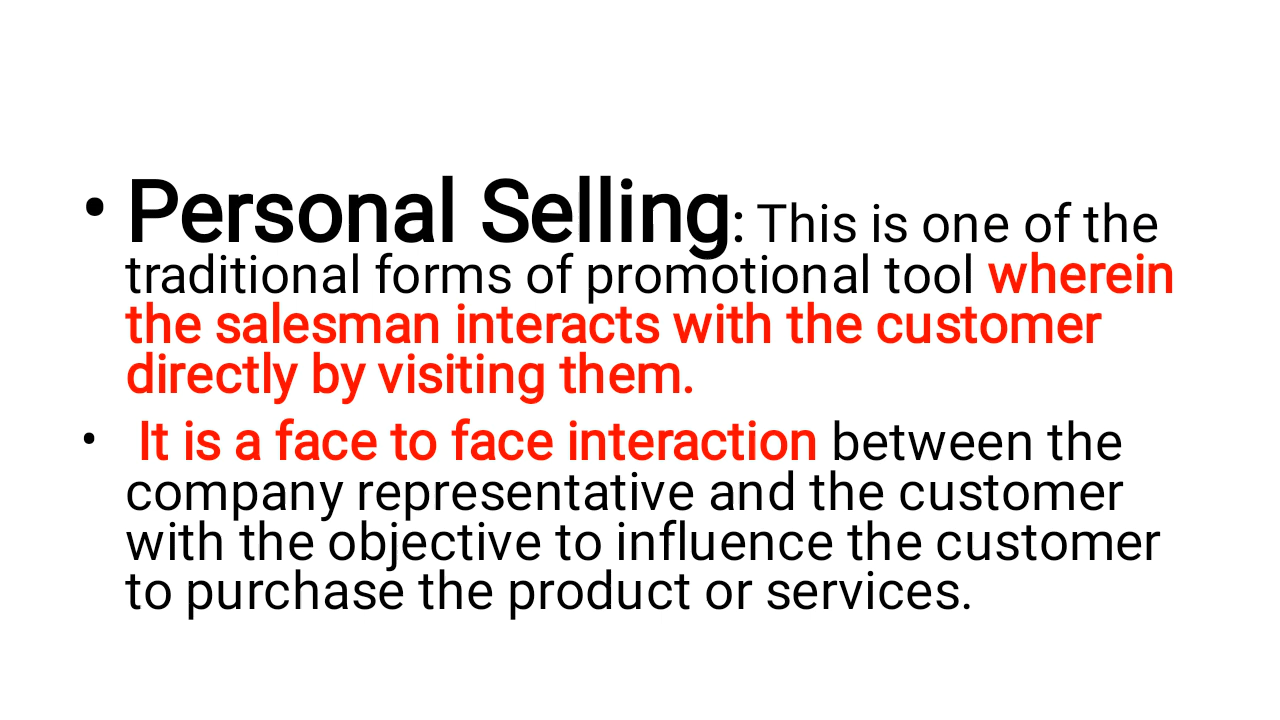 • Personal Selling: This is one of the
traditional forms of promotional tool wherein
the salesman interacts with the customer
directly by visiting them.
• It is a face to face interaction between the
company representative and the customer
with the objective to influence the customer
to purchase the product or services.